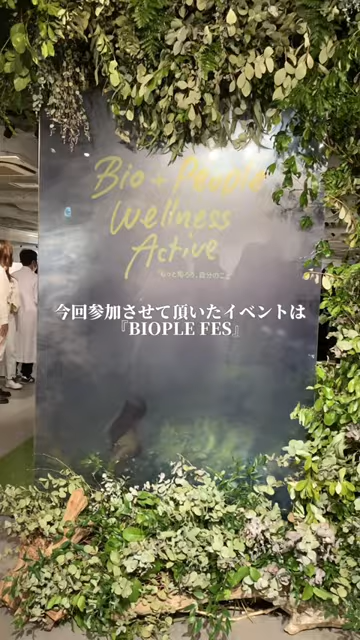 Bio + People
Wellness
Active
もっと知ろう、自分のこと
今回参加させて頂いたイベントは
『BIOPLE FES』